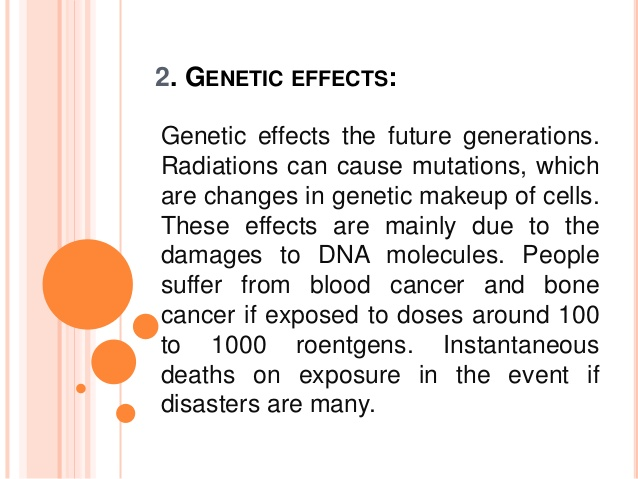 2. GENETIC EFFECTS:
Genetic effects the future generations.
Radiations can cause mutations, which
are changes in genetic makeup of cells.
These effects are mainly due to the
damages to DNA molecules. People
suffer from blood cancer and bone
cancer if exposed to doses around 100
to 1000 roentgens. Instantaneous
deaths on exposure in the event if
disasters are many.